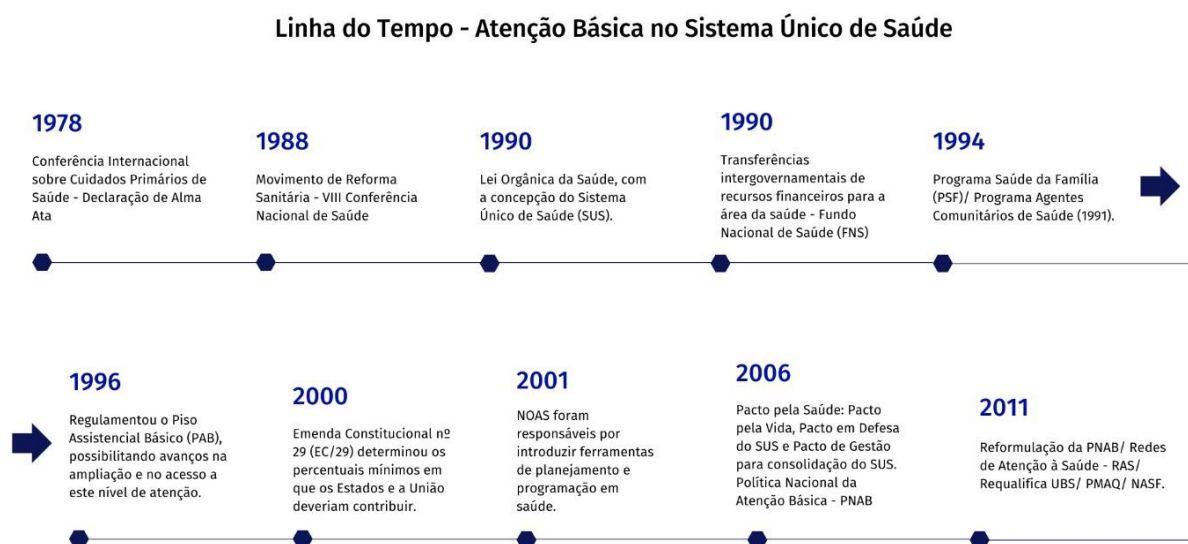 Linha do Tempo - Atenção Básica no Sistema Único de Saúde
1978
Conferência Internacional
sobre Cuidados Primários de
Saúde - Declaração de Alma
Ata
1988
Movimento de Reforma
Sanitária - VIII Conferência
Nacional de Saúde
1990
Lei Orgânica da Saúde, com
a concepção do Sistema
Único de Saúde (SUS).
1990
Transferências
intergovernamentais de
recursos financeiros para a
área da saúde - Fundo
Nacional de Saúde (FNS)
1994
Programa Saúde da Família
(PSF)/ Programa Agentes
Comunitários de Saúde (1991).
1996
Regulamentou o Piso
Assistencial Básico (PAB),
possibilitando avanços na
ampliação e no acesso a
este nível de atenção.
2000
Emenda Constitucional nº
29 (EC/29) determinou os
percentuais mínimos em
que os Estados e a União
deveriam contribuir.
2001
NOAS foram
responsáveis por
introduzir ferramentas
de planejamento e
programação em
saúde.
2006
Pacto pela Saúde: Pacto
pela Vida, Pacto em Defesa
do SUS e Pacto de Gestão
para consolidação do SUS.
Política Nacional da
Atenção Básica - PNAB
2011
Reformulação da PNAB/ Redes
de Atenção à Saúde - RAS/
Requalifica UBS/ PMAQ/ NASF.